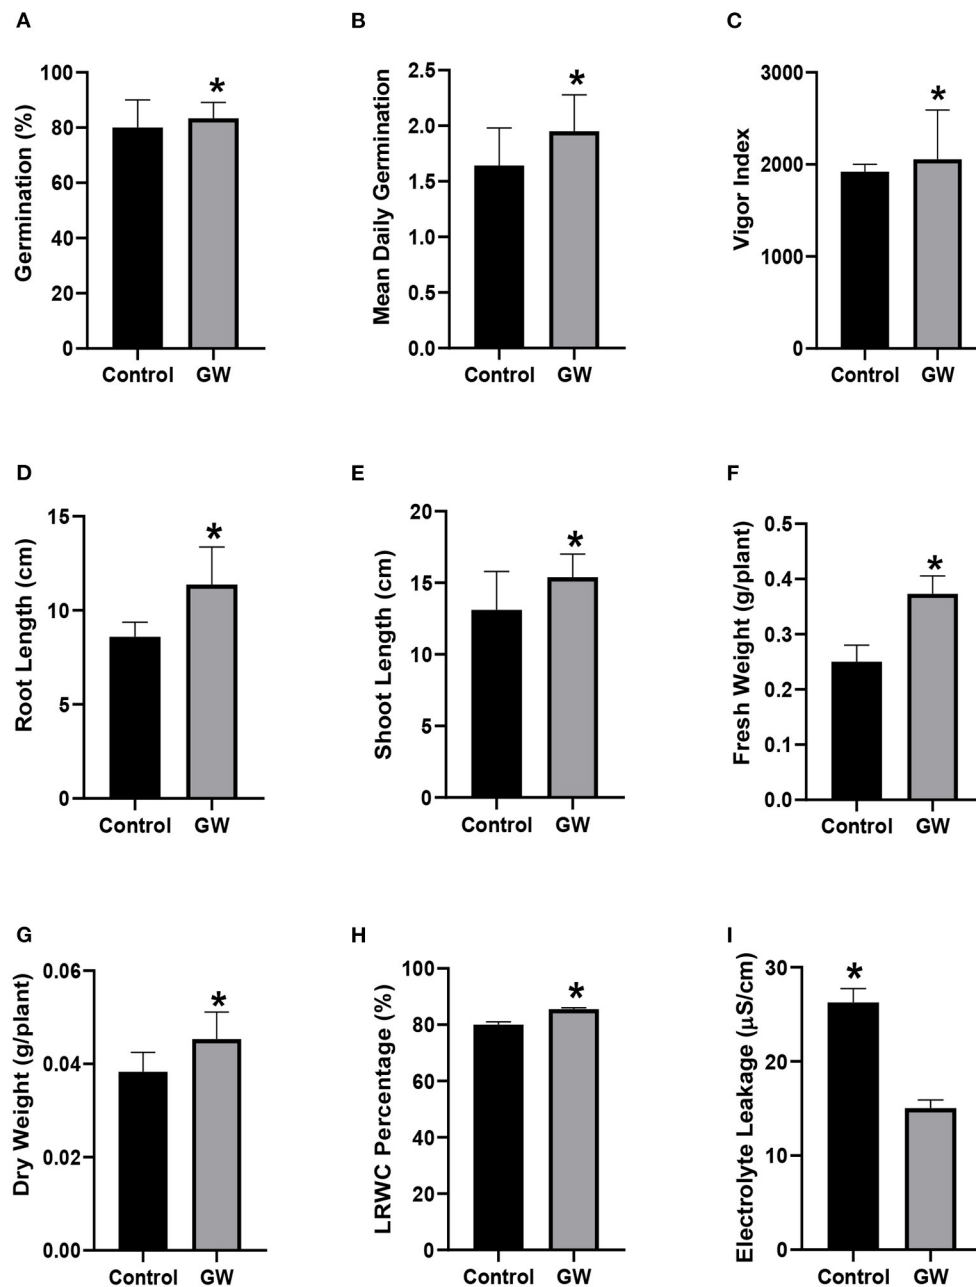 A
B
C
Germination (%)
100
80
60
40
20
0
*
Control GW
Mean Daily Germination
2.5
2.0
1.5
1.0
0.5
0.0
*
Control GW
Vigor Index
3000
2000
1000
0
*
Control GW
D
E
F
Root Length (cm)
15
10
5
0
*
Control GW
Shoot Length (cm)
20
15
10
5
0
*
Control GW
Fresh Weight (g/plant)
0.5
0.4
0.3
0.2
0.1
0.0
*
Control GW
G
H
I
Dry Weight (g/plant)
0.06
0.04
0.02
0.00
*
Control GW
LRWC Percentage (%)
100
80
60
40
20
0
*
Control GW
Electrolyte Leakage (µS/cm)
30
20
10
0
*
Control GW